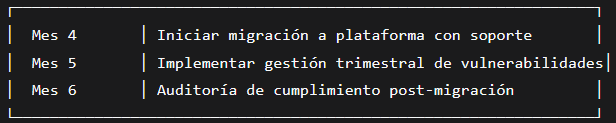 Mes 4 | Iniciar migración a plataforma con soporte
Mes 5 | Implementar gestión trimestral de vulnerabilidades
Mes 6 | Auditoría de cumplimiento post-migración